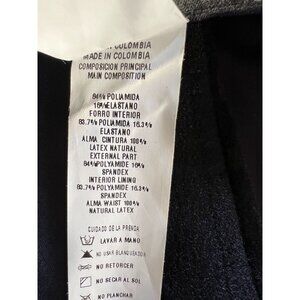 COLOMBIA
MADE IN COLOMBIA
COMPOSICION PRINCIPAL
MAIN COMPOSITION
84% POLIAMIDA
16% ELASTANO
FORRO INTERIOR
83.7% POLIAMIDA 16.3%
ELASTANO
ALMA CINTURA 100%
LATEX NATURAL
EXTERNAL PART
84% POLYAMIDE 16%
SPANDEX
INTERIOR LINING
83.7% POLYAMIDE 16.3%
SPANDEX
ALMA WAIST 100%
NATURAL LATEX
CUIDADO DE LA PRENDA
LAVAR A MANO
NO USAR BLANQUEADOR
NO RETORCER
NO SECAR AL SOL
NO PLANCHAR